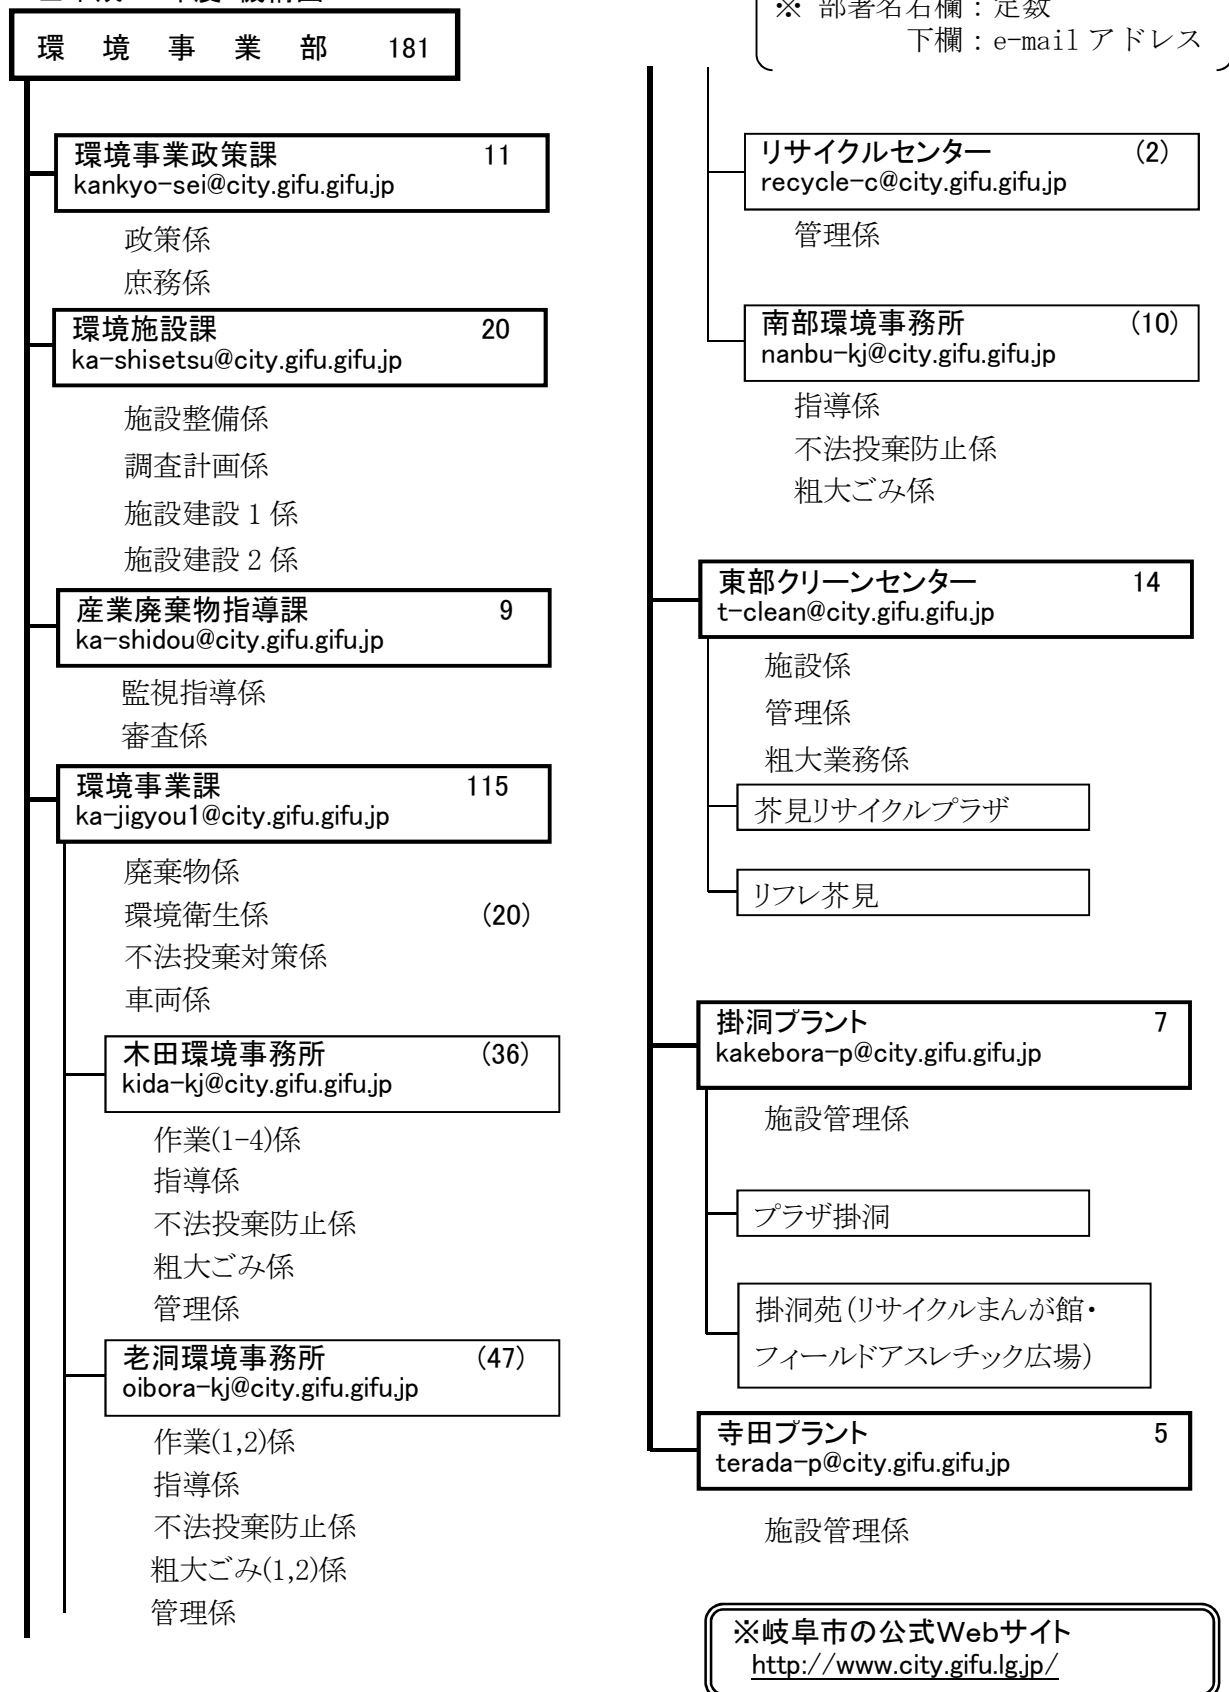 環境事業部 181
環境事業政策課 11
kankyo-sei@city.gifu.gifu.jp
政策係
庶務係
環境施設課 20
ka-shisetsu@city.gifu.gifu.jp
施設整備係
調査計画係
施設建設1係
施設建設2係
産業廃棄物指導課 9
ka-shidou@city.gifu.gifu.jp
監視指導係
審査係
環境事業課 115
ka-jigyou1@city.gifu.gifu.jp
廃棄物係
環境衛生係 (20)
不法投棄対策係
車両係
木田環境事務所 (36)
kida-kj@city.gifu.gifu.jp
作業(1-4)係
指導係
不法投棄防止係
粗大ごみ係
管理係
老洞環境事務所 (47)
oibora-kj@city.gifu.gifu.jp
作業(1,2)係
指導係
不法投棄防止係
粗大ごみ(1,2)係
管理係
※ 部署名右欄：定数
下欄：e-mailアドレス
リサイクルセンター (2)
recycle-c@city.gifu.gifu.jp
管理係
南部環境事務所 (10)
nanbu-kj@city.gifu.gifu.jp
指導係
不法投棄防止係
粗大ごみ係
東部クリーンセンター 14
t-clean@city.gifu.gifu.jp
施設係
管理係
粗大業務係
芥見リサイクルプラザ
リフレ芥見
掛洞プラント 7
kakebora-p@city.gifu.gifu.jp
施設管理係
プラザ掛洞
掛洞苑(リサイクルまんが館・
フィールドアスレチック広場)
寺田プラント 5
terada-p@city.gifu.gifu.jp
施設管理係
※岐阜市の公式Webサイト
http://www.city.gifu.lg.jp/